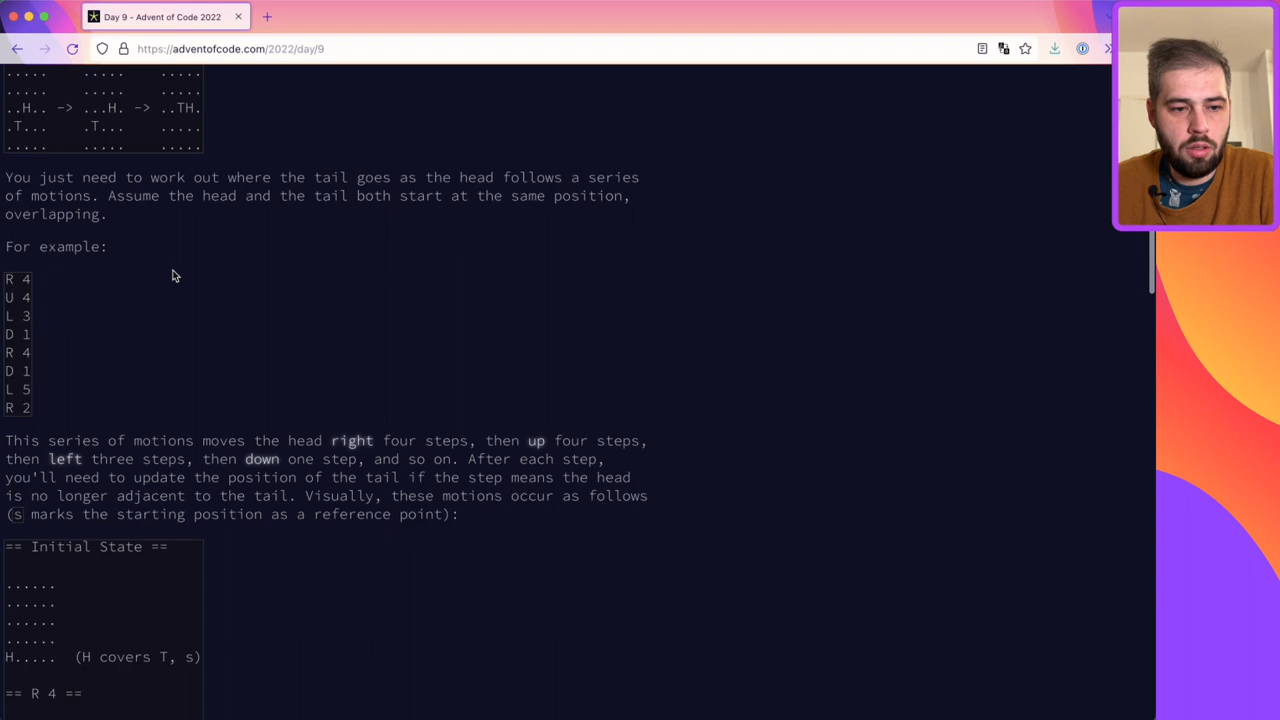 Day 9 - Advent of Code 2022
https://adventofcode.com/2022/day/9
..... ..... .....
..... ..... .....
..H.. -> ...H. -> ..TH.
.T... .T... .....
..... ..... .....
You just need to work out where the tail goes as the head follows a series
of motions. Assume the head and the tail both start at the same position,
overlapping.
For example:
R 4
U 4
L 3
D 1
R 4
D 1
L 5
R 2
This series of motions moves the head right four steps, then up four steps,
then left three steps, then down one step, and so on. After each step,
you'll need to update the position of the tail if the step means the head
is no longer adjacent to the tail. Visually, these motions occur as follows
(s marks the starting position as a reference point):
== Initial State ==
......
......
......
......
H..... (H covers T, s)
== R 4 ==